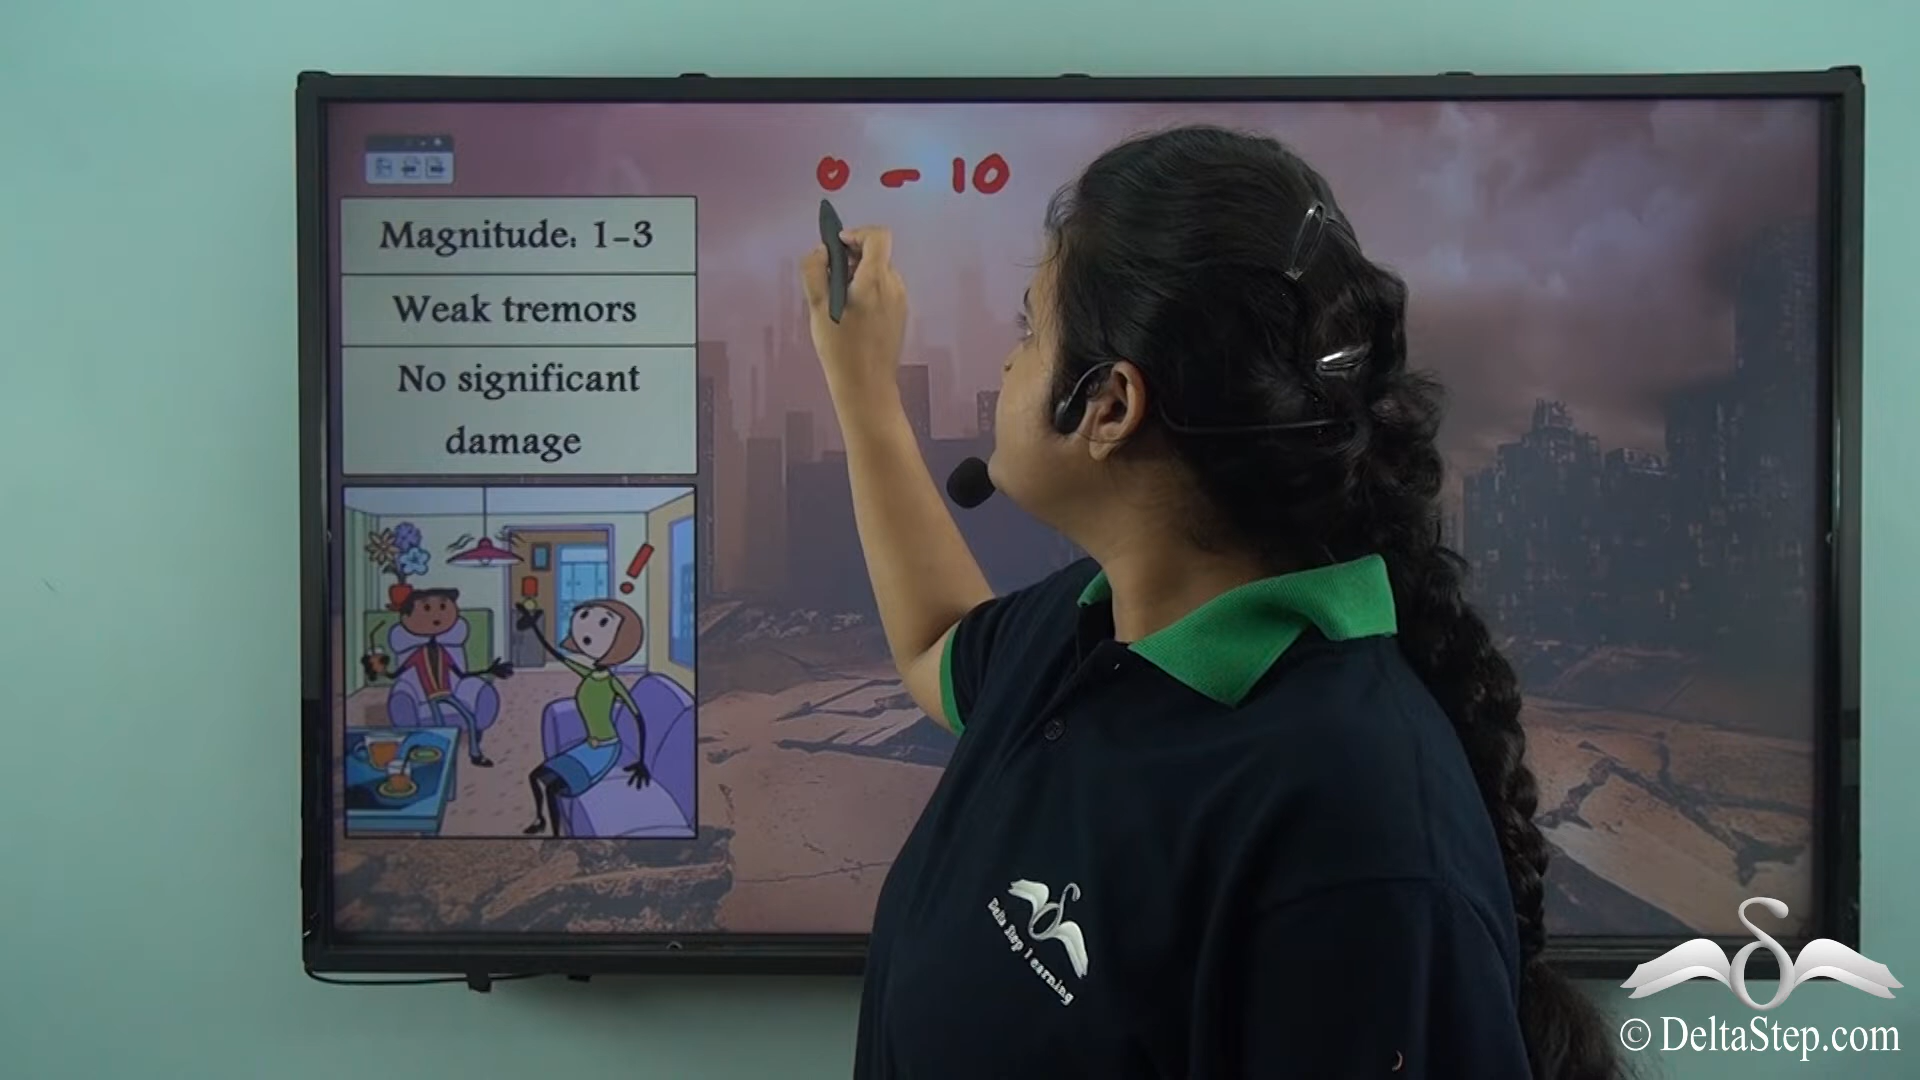 0 - 10
Magnitude: 1-3
Weak tremors
No significant
damage
Delta Step Learning
© DeltaStep.com